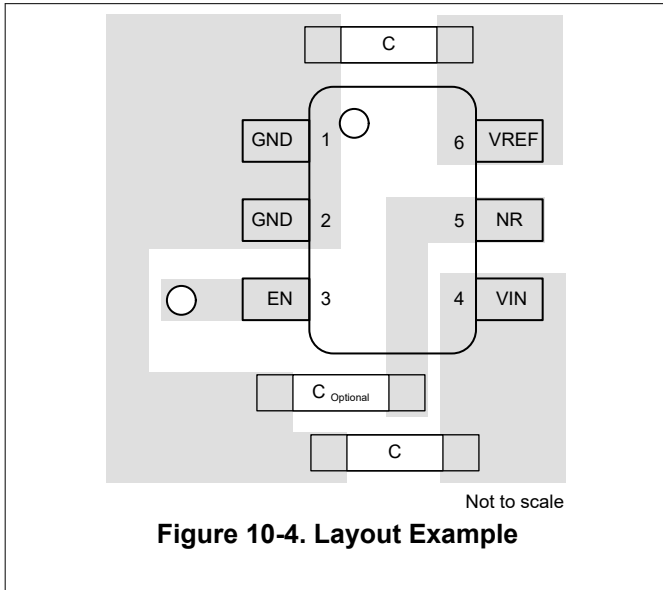 C
GND 1 6 VREF
GND 2 5 NR
EN 3 4 VIN
C Optional
C
Not to scale
Figure 10-4. Layout Example